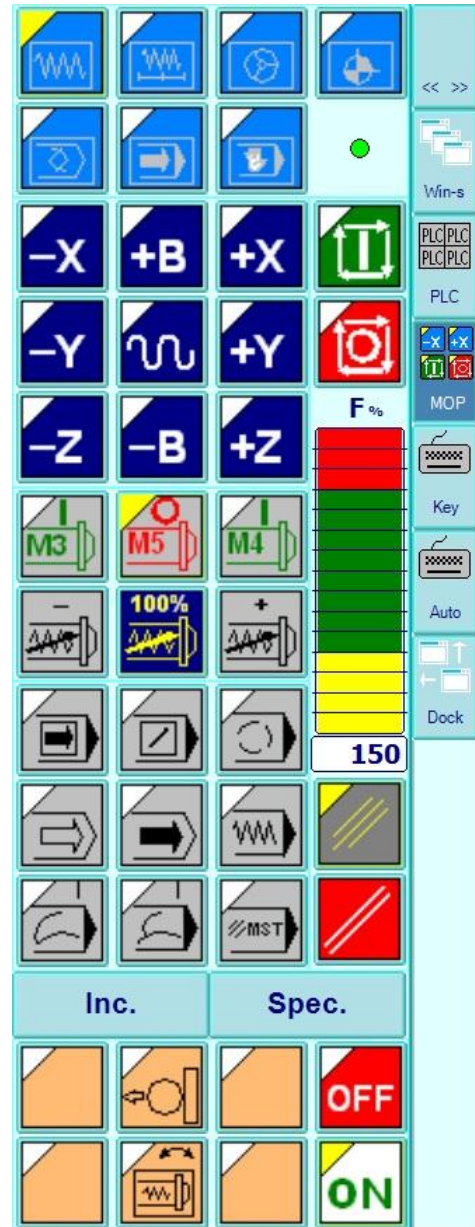 << >>
Win-s
PLC PLC
PLC PLC
PLC
-X +X
MOP
Key
Auto
Dock
–X +B +X
–Y +Y
F %
–Z –B +Z
M3 M5 M4
– 100% +
150
//MST
Inc. Spec.
OFF
ON